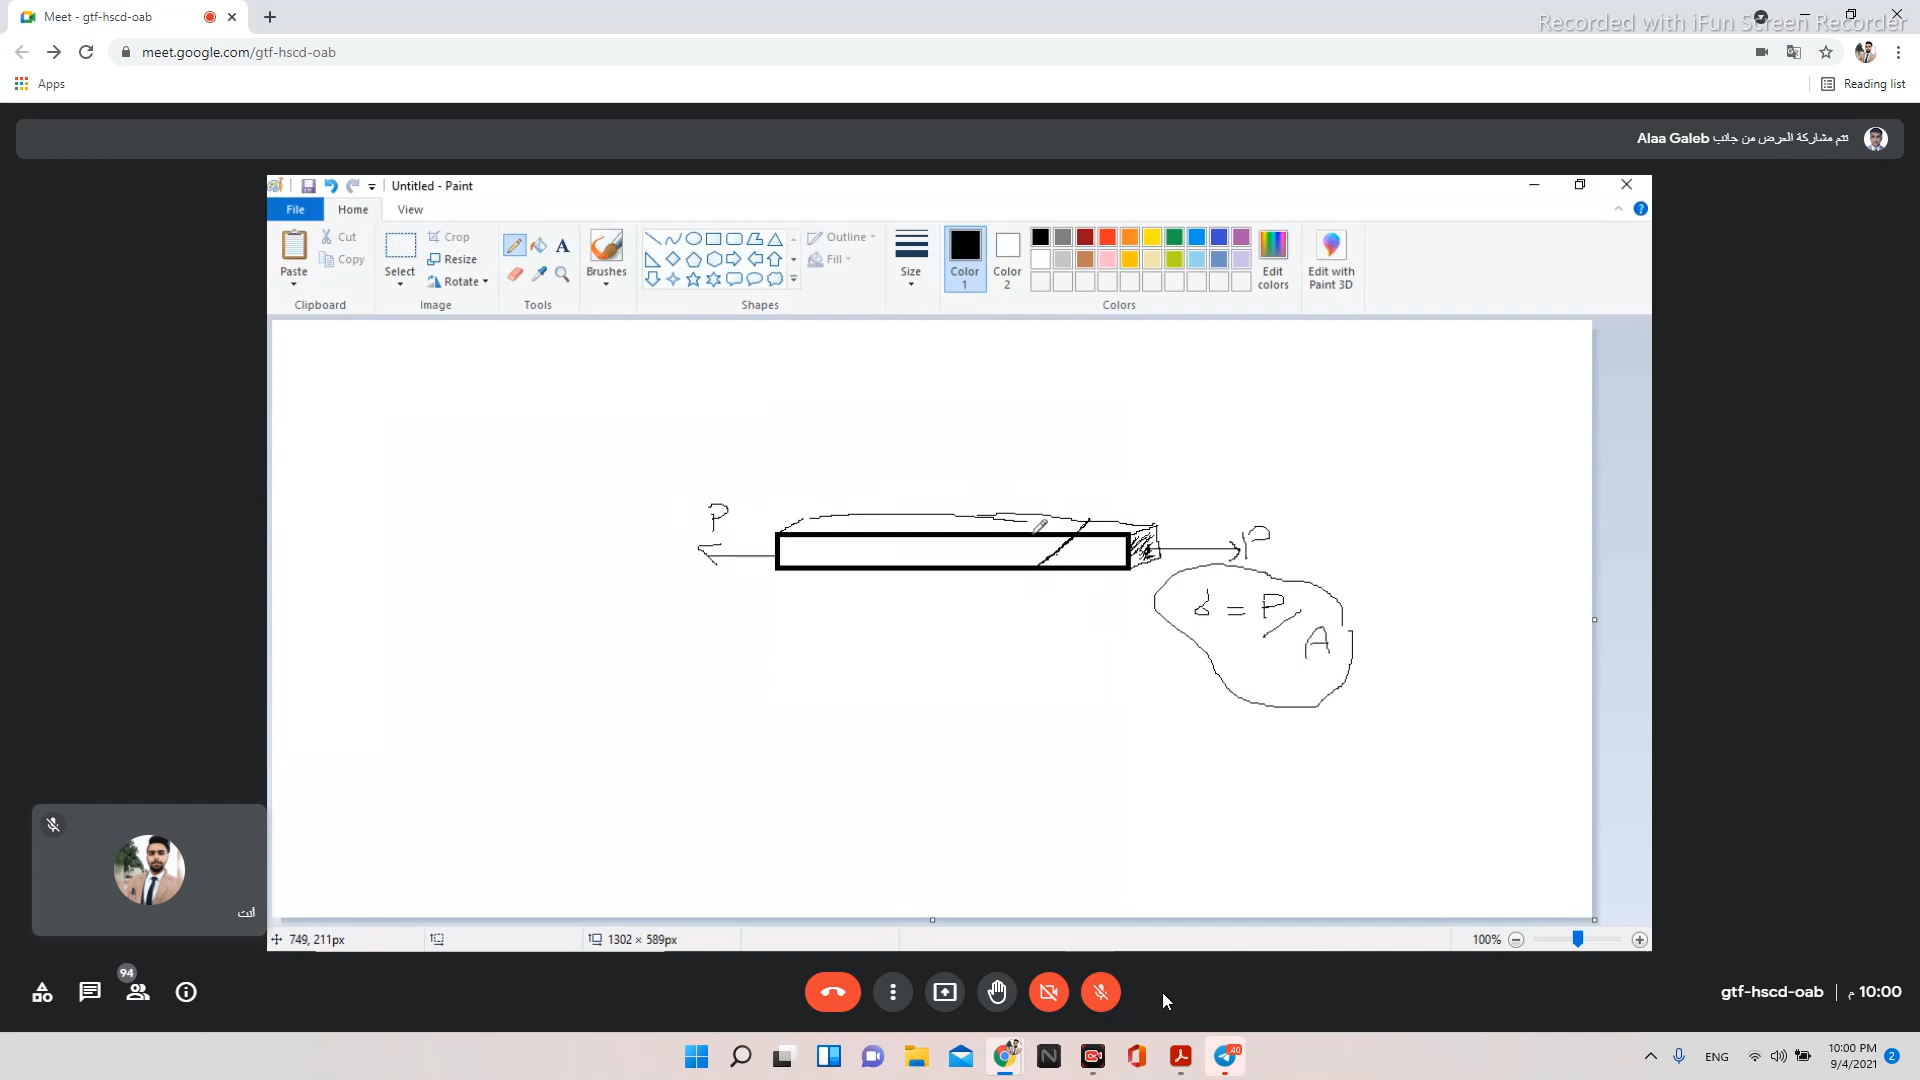 Meet - gtf-hscd-oab
Recorded with iFun Screen Recorder
meet.google.com/gtf-hscd-oab
Apps
Reading list
تتم مشاركة العرض من جانب Alaa Galeb
Untitled - Paint
File Home View
Paste
Cut
Copy
Clipboard
Select
Crop
Resize
Rotate
Image
Tools
Brushes
Shapes
Outline
Fill
Size
Color 1
Color 2
Colors
Edit colors
Edit with Paint 3D
P
P
= P/A
أنت
749, 211px
1302 × 589px
100%
94
gtf-hscd-oab | 10:00 م
40
ENG
10:00 PM
9/4/2021
2